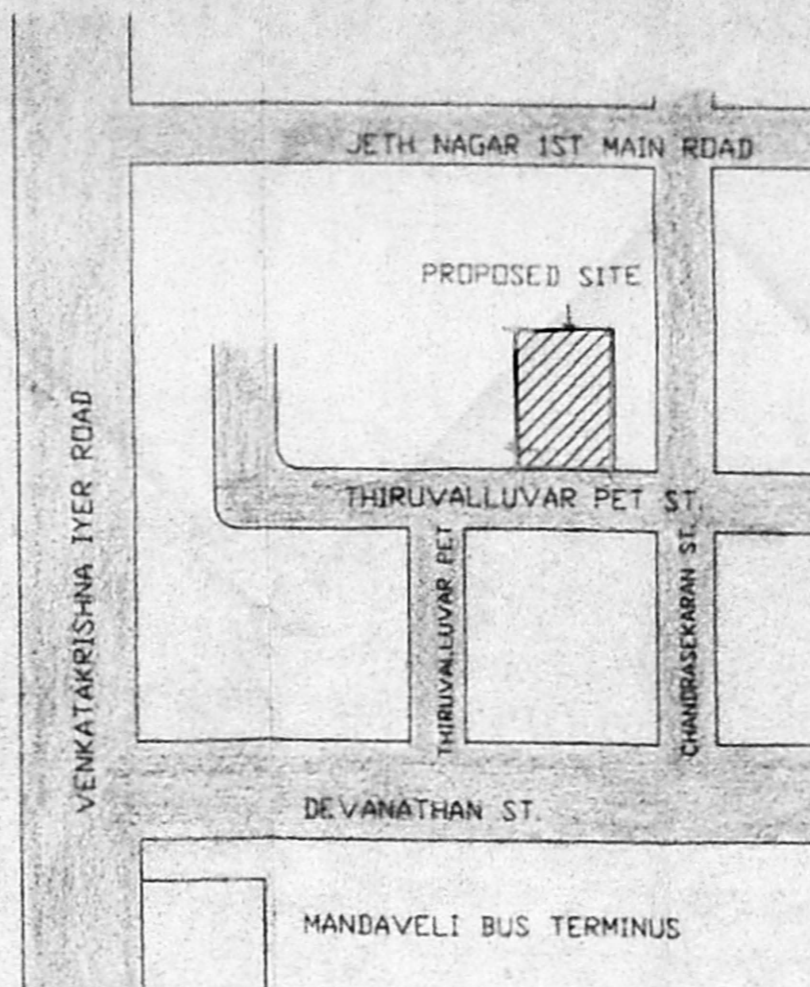 JETH NAGAR 1ST MAIN ROAD
PROPOSED SITE
VENKATAKRISHNA IYER ROAD
THIRUVALLUVAR PET ST.
THIRUVALLUVAR PET
CHANDRASEKARAN ST.
DEVANATHAN ST.
MANDAVELI BUS TERMINUS